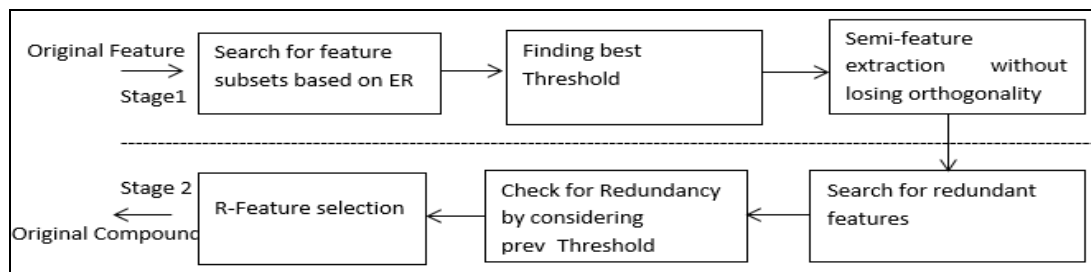 Original Feature
Stage1
Search for feature
subsets based on ER
Finding best
Threshold
Semi-feature
extraction without
losing orthogonality
Stage 2
Original Compound
R-Feature selection
Check for Redundancy
by considering
prev Threshold
Search for redundant
features